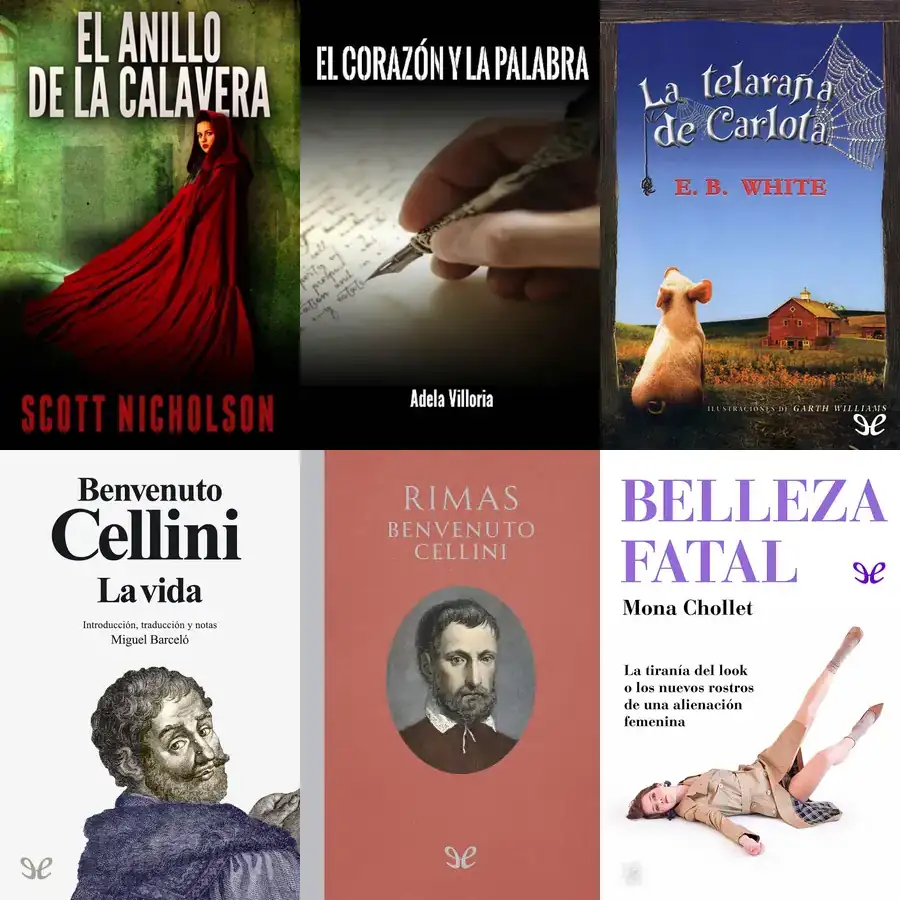 EL ANILLO
DE LA CALAVERA
SCOTT NICHOLSON
EL CORAZÓN Y LA PALABRA
Adela Villoria
La telaraña
de Carlota
E. B. WHITE
ILUSTRACIONES DE GARTH WILLIAMS
Benvenuto
Cellini
La vida
Introducción, traducción y notas
Miguel Barceló
RIMAS
BENVENUTO
CELLINI
BELLEZA
FATAL
Mona Chollet
La tiranía del look
o los nuevos rostros
de una alienación
femenina